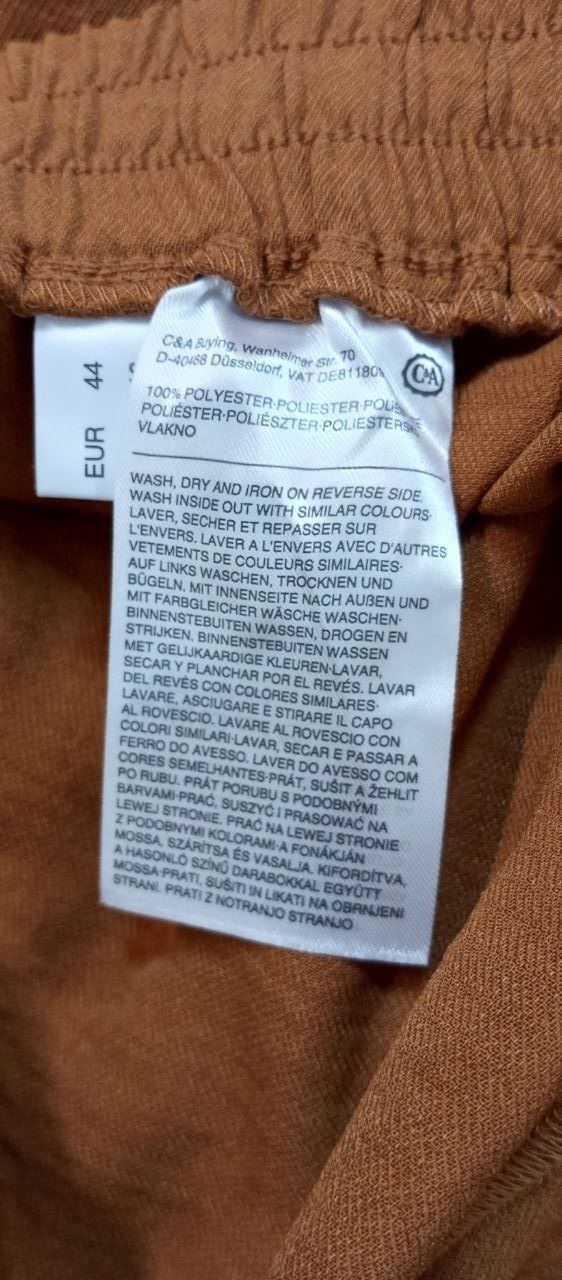 C&A Buying, Wanheimer Str. 70
D-40468 Düsseldorf, VAT DE81180
C&A
100% POLYESTER·POLIESTER·
POLIÉSTER·POLIÉSZTER·POLIESTERS
VLAKNO
EUR 44
WASH, DRY AND IRON ON REVERSE SIDE.
WASH INSIDE OUT WITH SIMILAR COLOURS·
LAVER, SECHER ET REPASSER SUR
L'ENVERS. LAVER A L'ENVERS AVEC D'AUTRES
VETEMENTS DE COULEURS SIMILAIRES·
AUF LINKS WASCHEN, TROCKNEN UND
BÜGELN. MIT INNENSEITE NACH AUßEN UND
MIT FARBGLEICHER WÄSCHE WASCHEN·
BINNENSTEBUITEN WASSEN, DROGEN EN
STRIJKEN. BINNENSTEBUITEN WASSEN
MET GELIJKAARDIGE KLEUREN·LAVAR,
SECAR Y PLANCHAR POR EL REVÉS. LAVAR
DEL REVÉS CON COLORES SIMILARES·
LAVARE, ASCIUGARE E STIRARE IL CAPO
AL ROVESCIO. LAVARE AL ROVESCIO CON
COLORI SIMILARI·LAVAR, SECAR E PASSAR A
FERRO DO AVESSO. LAVER DO AVESSO COM
CORES SEMELHANTES·PRÁT, SUŠIT A ŽEHLIT
PO RUBU. PRÁT PORUBU S PODOBNÝMI
BARVAMI·PRAĆ, SUSZYĆ I PRASOWAĆ NA
LEWEJ STRONIE. PRAĆ NA LEWEJ STRONIE
Z PODOBNYMI KOLORAMI·A FONÁKJÁN
MOSSA, SZÁRÍTSA ÉS VASALJA. KIFORDÍTVA,
A HASONLÓ SZÍNŰ DARABOKKAL EGYÜTT
MOSSA·PRATI, SUŠITI IN LIKATI NA OBRNJENI
STRANI. PRATI Z NOTRANJO STRANJO